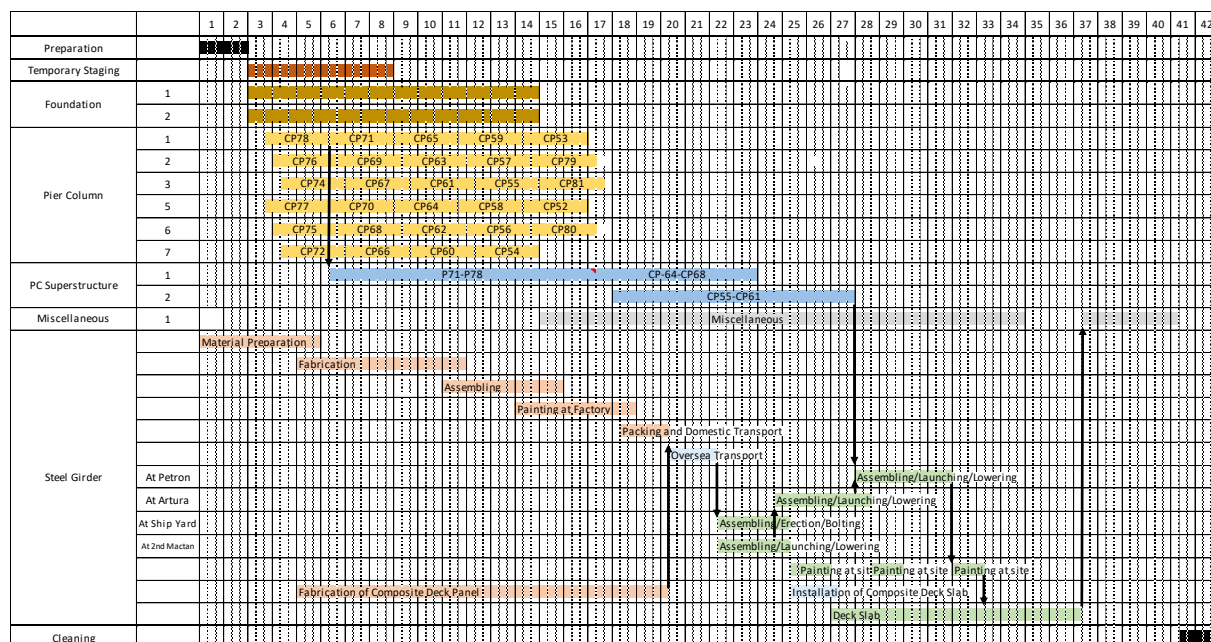 1 2 3 4 5 6 7 8 9 10 11 12 13 14 15 16 17 18 19 20 21 22 23 24 25 26 27 28 29 30 31 32 33 34 35 36 37 38 39 40 41 42
Preparation
Temporary Staging
Foundation
1
2
Pier Column
1 CP78 CP71 CP65 CP59 CP53
2 CP76 CP69 CP63 CP57 CP79
3 CP74 CP67 CP61 CP55 CP81
5 CP77 CP70 CP64 CP58 CP52
6 CP75 CP68 CP62 CP56 CP80
7 CP72 CP66 CP60 CP54
PC Superstructure
1 P71-P78 CP-64-CP68
2 CP55-CP61
Miscellaneous 1 Miscellaneous
Steel Girder
Material Preparation
Fabrication
Assembling
Painting at Factory
Packing and Domestic Transport
Oversea Transport
At Petron Assembling/Launching/Lowering
At Artura Assembling/Launching/Lowering
At Ship Yard Assembling/Erection/Bolting
At 2nd Mactan Assembling/Launching/Lowering
Painting at sit Painting at site Painting at site
Fabrication of Composite Deck Panel Installation of Composite Deck Slab
Deck Slab
Cleaning